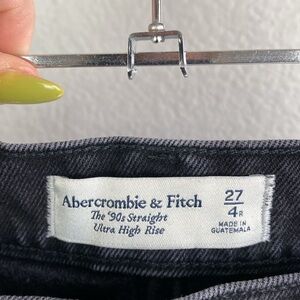 Abercrombie & Fitch
The '90s Straight
Ultra High Rise
27
4R
MADE IN
GUATEMALA